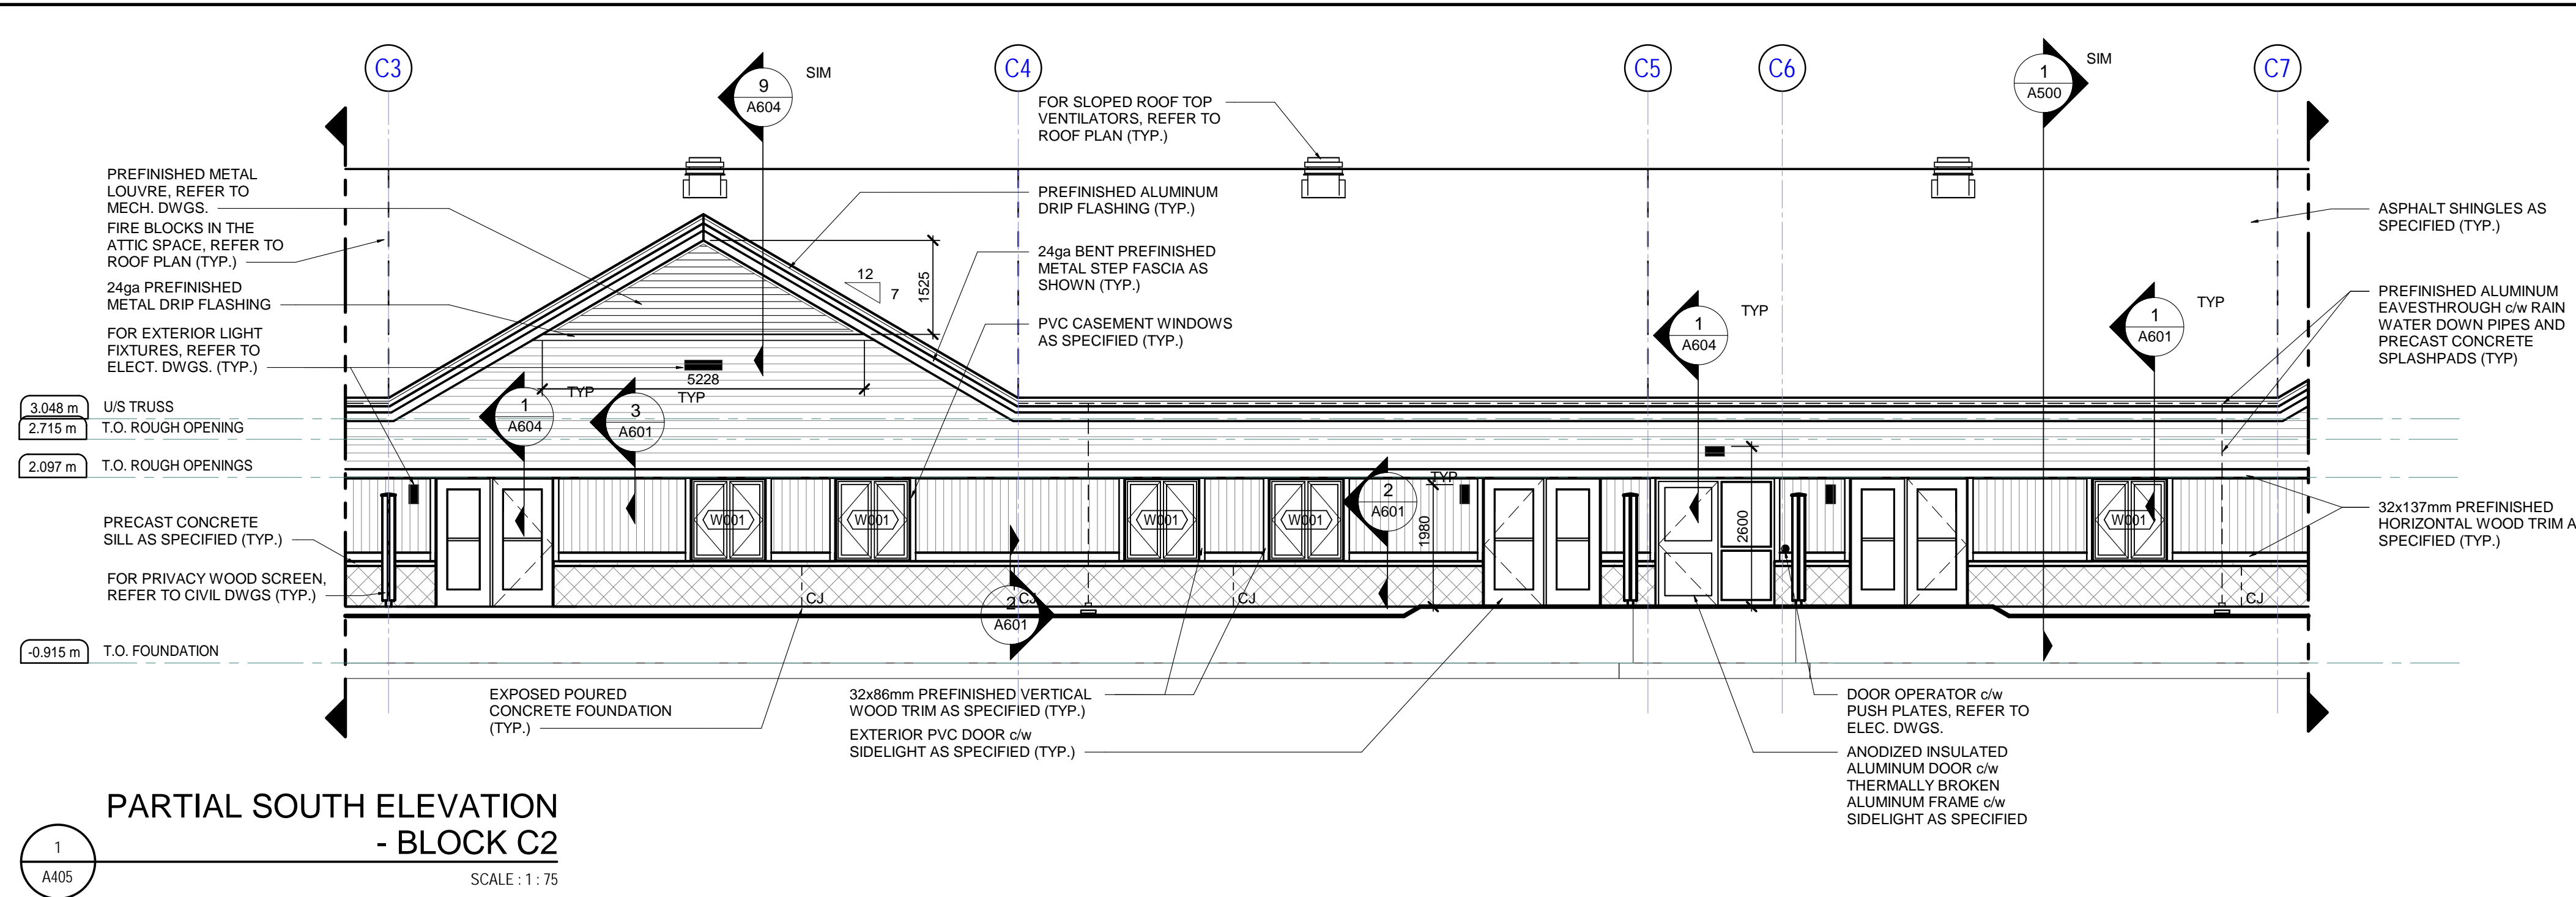 C3
C4
C5
C6
C7
9
A604
SIM
1
A500
SIM
FOR SLOPED ROOF TOP
VENTILATORS, REFER TO
ROOF PLAN (TYP.)
PREFINISHED METAL
LOUVRE, REFER TO
MECH. DWGS.
FIRE BLOCKS IN THE
ATTIC SPACE, REFER TO
ROOF PLAN (TYP.)
24ga PREFINISHED
METAL DRIP FLASHING
FOR EXTERIOR LIGHT
FIXTURES, REFER TO
ELECT. DWGS. (TYP.)
PREFINISHED ALUMINUM
DRIP FLASHING (TYP.)
24ga BENT PREFINISHED
METAL STEP FASCIA AS
SHOWN (TYP.)
PVC CASEMENT WINDOWS
AS SPECIFIED (TYP.)
12
7
1525
5228
ASPHALT SHINGLES AS
SPECIFIED (TYP.)
PREFINISHED ALUMINUM
EAVESTHROUGH c/w RAIN
WATER DOWN PIPES AND
PRECAST CONCRETE
SPLASHPADS (TYP)
1
A604
TYP
1
A601
TYP
1
A604
TYP
3
A601
TYP
3.048 m
U/S TRUSS
2.715 m
T.O. ROUGH OPENING
2.097 m
T.O. ROUGH OPENINGS
W001
W001
W001
W001
W001
2
A601
TYP
1980
2600
32x137mm PREFINISHED
HORIZONTAL WOOD TRIM A
SPECIFIED (TYP.)
PRECAST CONCRETE
SILL AS SPECIFIED (TYP.)
FOR PRIVACY WOOD SCREEN,
REFER TO CIVIL DWGS (TYP.)
CJ
CJ
CJ
CJ
2
A601
-0.915 m
T.O. FOUNDATION
EXPOSED POURED
CONCRETE FOUNDATION
(TYP.)
32x86mm PREFINISHED VERTICAL
WOOD TRIM AS SPECIFIED (TYP.)
EXTERIOR PVC DOOR c/w
SIDELIGHT AS SPECIFIED (TYP.)
DOOR OPERATOR c/w
PUSH PLATES, REFER TO
ELEC. DWGS.
ANODIZED INSULATED
ALUMINUM DOOR c/w
THERMALLY BROKEN
ALUMINUM FRAME c/w
SIDELIGHT AS SPECIFIED
PARTIAL SOUTH ELEVATION
- BLOCK C2
1
A405
SCALE : 1 : 75